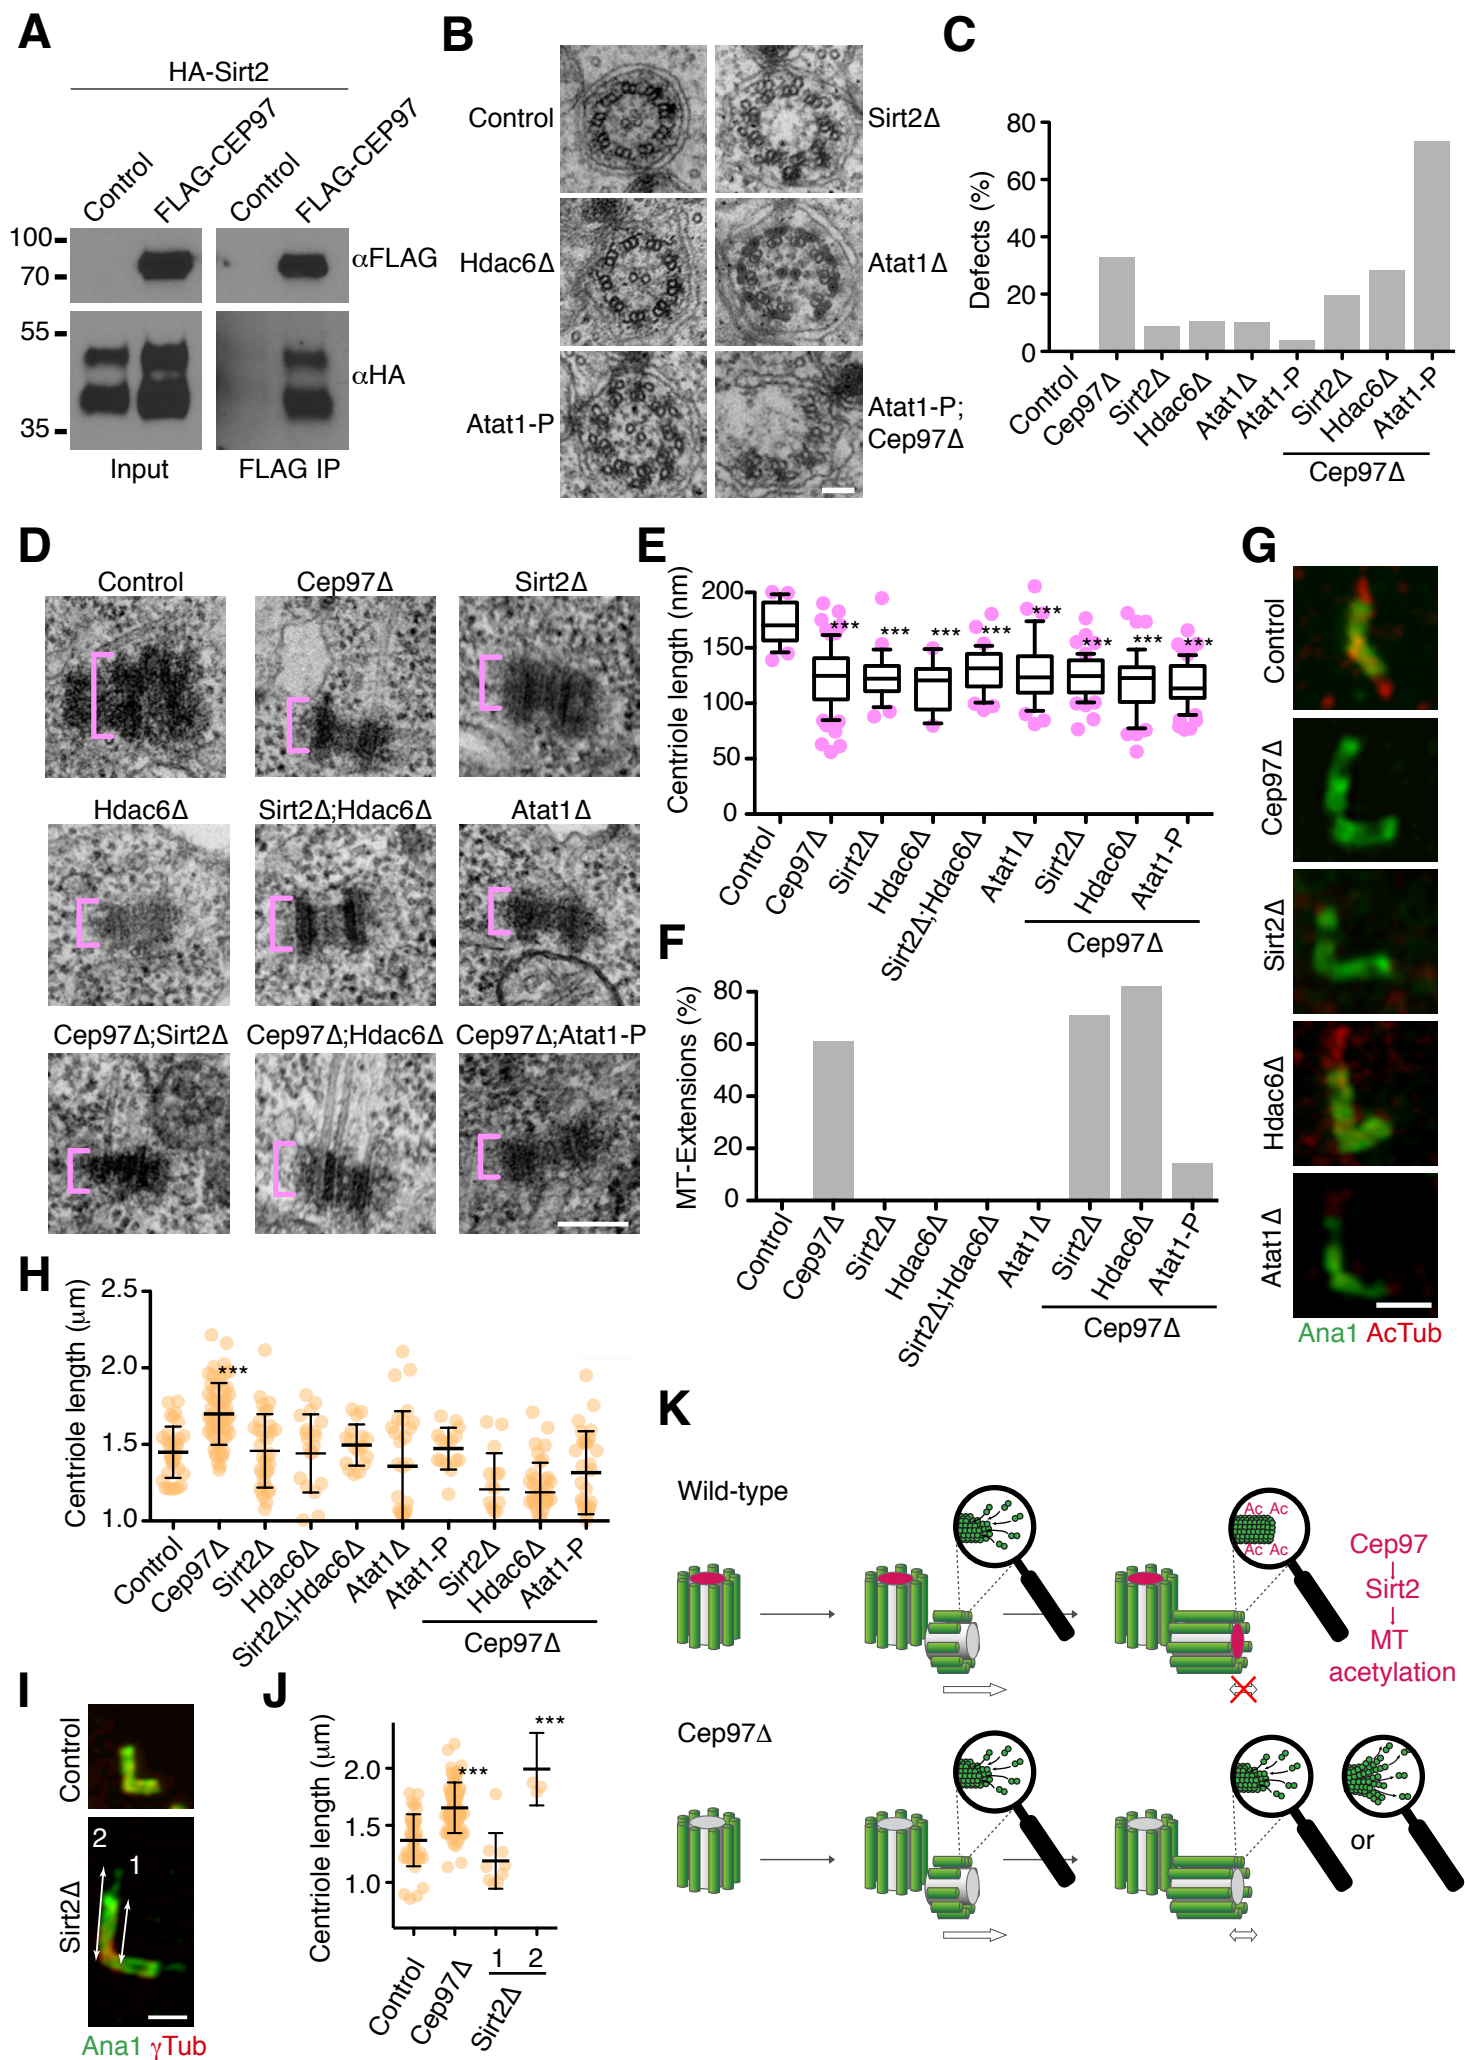 A
HA-Sirt2
Control
FLAG-CEP97
Control
FLAG-CEP97
100
70
αFLAG
55
35
αHA
Input
FLAG IP
B
Control
Sirt2Δ
Hdac6Δ
Atat1Δ
Atat1-P
Atat1-P;
Cep97Δ
C
Defects (%)
80
60
40
20
0
Control
Cep97Δ
Sirt2Δ
Hdac6Δ
Atat1Δ
Atat1-P
Sirt2Δ
Hdac6Δ
Atat1-P
Cep97Δ
D
Control
Cep97Δ
Sirt2Δ
Hdac6Δ
Sirt2Δ;Hdac6Δ
Atat1Δ
Cep97Δ;Sirt2Δ
Cep97Δ;Hdac6Δ
Cep97Δ;Atat1-P
E
Centriole length (nm)
200
150
100
50
0
***
***
***
***
***
***
***
***
Control
Cep97Δ
Sirt2Δ
Hdac6Δ
Sirt2Δ;Hdac6Δ
Atat1Δ
Sirt2Δ
Hdac6Δ
Atat1-P
Cep97Δ
F
MT-Extensions (%)
80
60
40
20
0
Control
Cep97Δ
Sirt2Δ
Hdac6Δ
Sirt2Δ;Hdac6Δ
Atat1Δ
Sirt2Δ
Hdac6Δ
Atat1-P
Cep97Δ
G
Control
Cep97Δ
Sirt2Δ
Hdac6Δ
Atat1Δ
Ana1 AcTub
H
Centriole length (μm)
2.5
2.0
1.5
1.0
***
Control
Cep97Δ
Sirt2Δ
Hdac6Δ
Sirt2Δ;Hdac6Δ
Atat1Δ
Atat1-P
Sirt2Δ
Hdac6Δ
Atat1-P
Cep97Δ
I
Control
Sirt2Δ
2
1
Ana1 γTub
J
Centriole length (μm)
2.0
1.5
1.0
***
***
Control
Cep97Δ
1 2
Sirt2Δ
K
Wild-type
Ac Ac
Ac Ac
Cep97
Sirt2
MT
acetylation
Cep97Δ
or